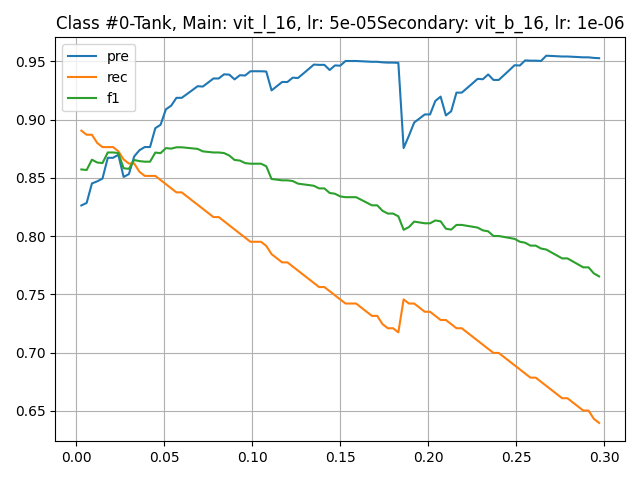 Class #0-Tank, Main: vit_l_16, lr: 5e-05Secondary: vit_b_16, lr: 1e-06
pre
rec
f1
0.95
0.90
0.85
0.80
0.75
0.70
0.65
0.00 0.05 0.10 0.15 0.20 0.25 0.30